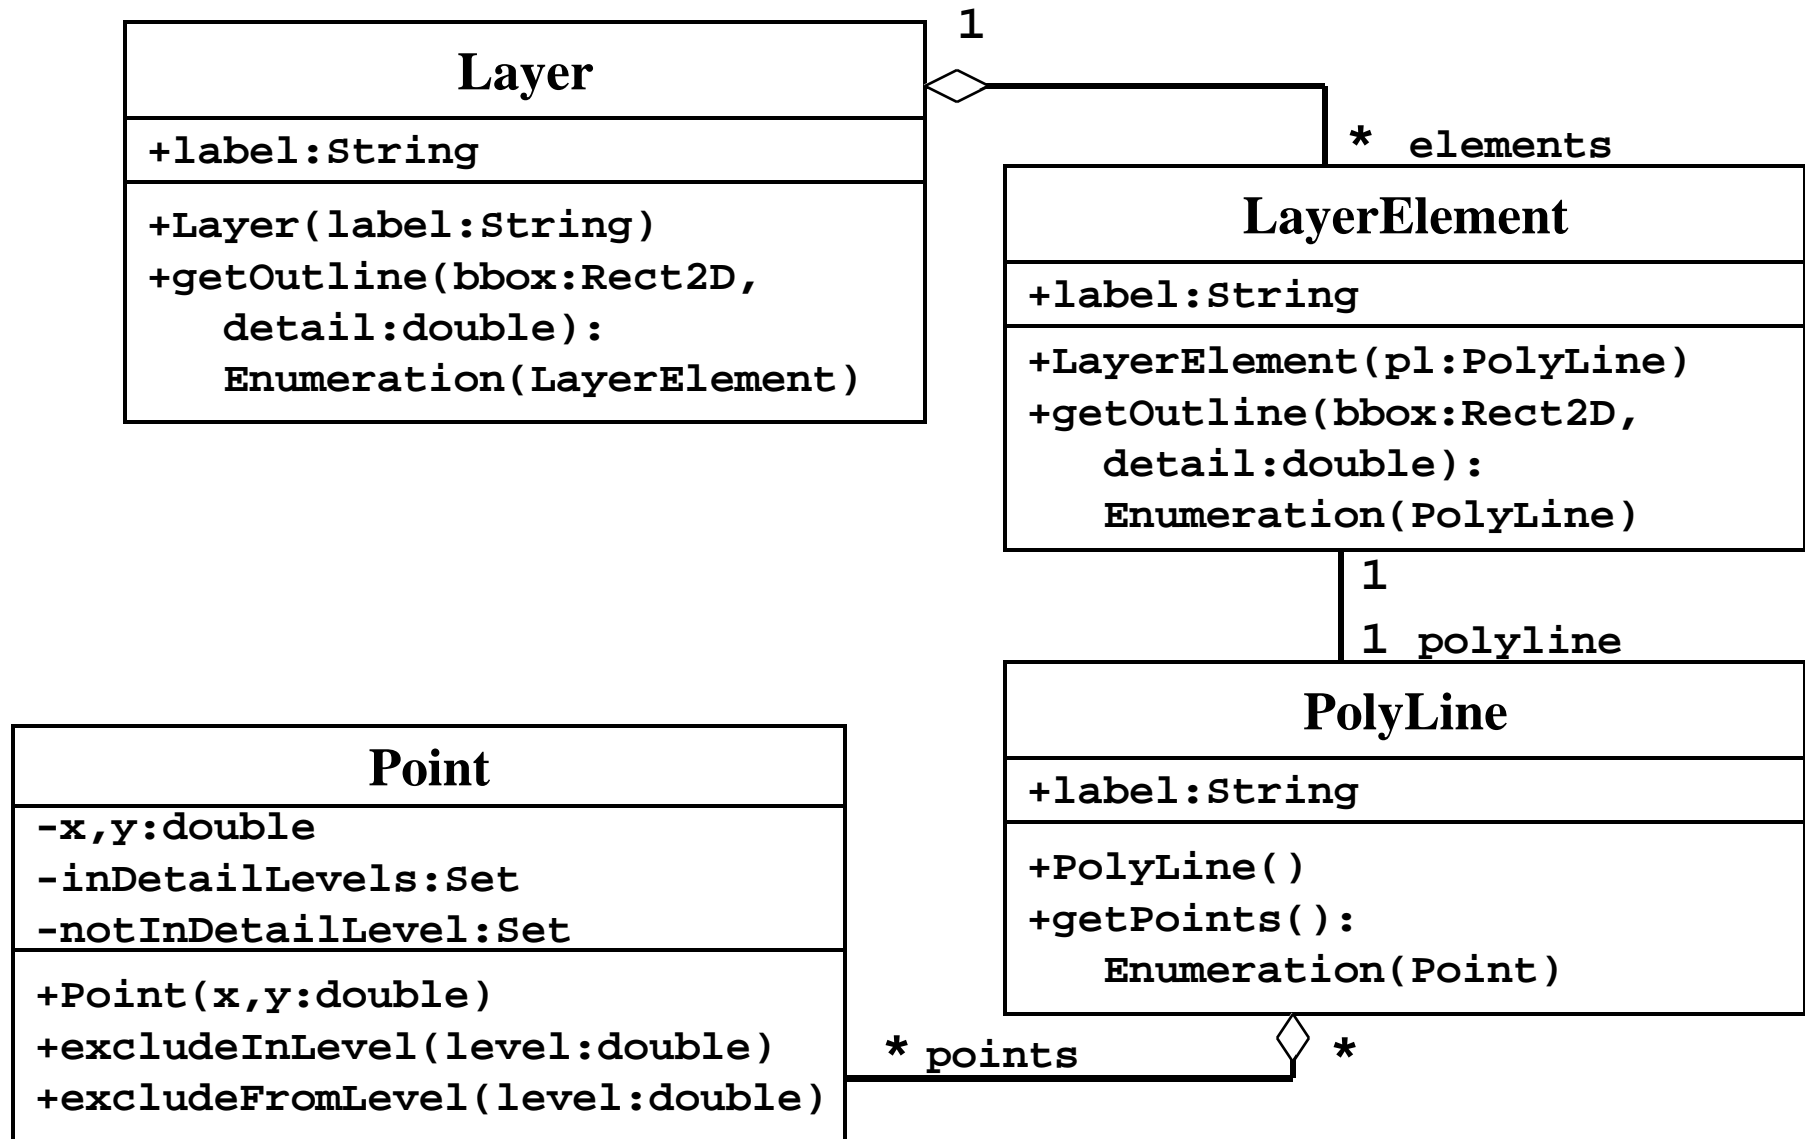 1
Layer
+label:String
+Layer(label:String)
+getOutline(bbox:Rect2D,
detail:double):
Enumeration(LayerElement)
* elements
LayerElement
+label:String
+LayerElement(pl:PolyLine)
+getOutline(bbox:Rect2D,
detail:double):
Enumeration(PolyLine)
1
1 polyline
PolyLine
+label:String
+PolyLine()
+getPoints():
Enumeration(Point)
*
* points
Point
-x,y:double
-inDetailLevels:Set
-notInDetailLevel:Set
+Point(x,y:double)
+excludeInLevel(level:double)
+excludeFromLevel(level:double)